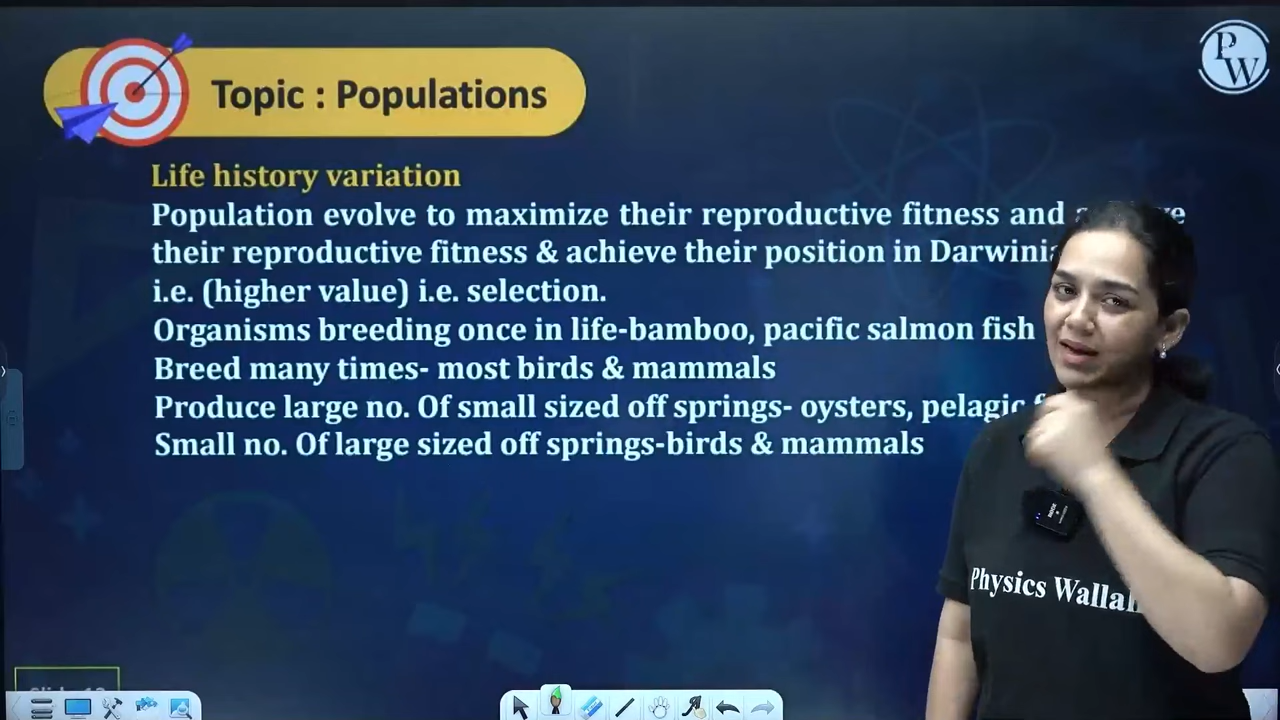 PW
Topic : Populations
Life history variation
Population evolve to maximize their reproductive fitness and
their reproductive fitness & achieve their position in
i.e. (higher value) i.e. selection.
Organisms breeding once in life-bamboo, pacific salmon fish
Breed many times- most birds & mammals
Produce large no. Of small sized off springs- oysters, pelagic
Small no. Of large sized off springs-birds & mammals
Physics